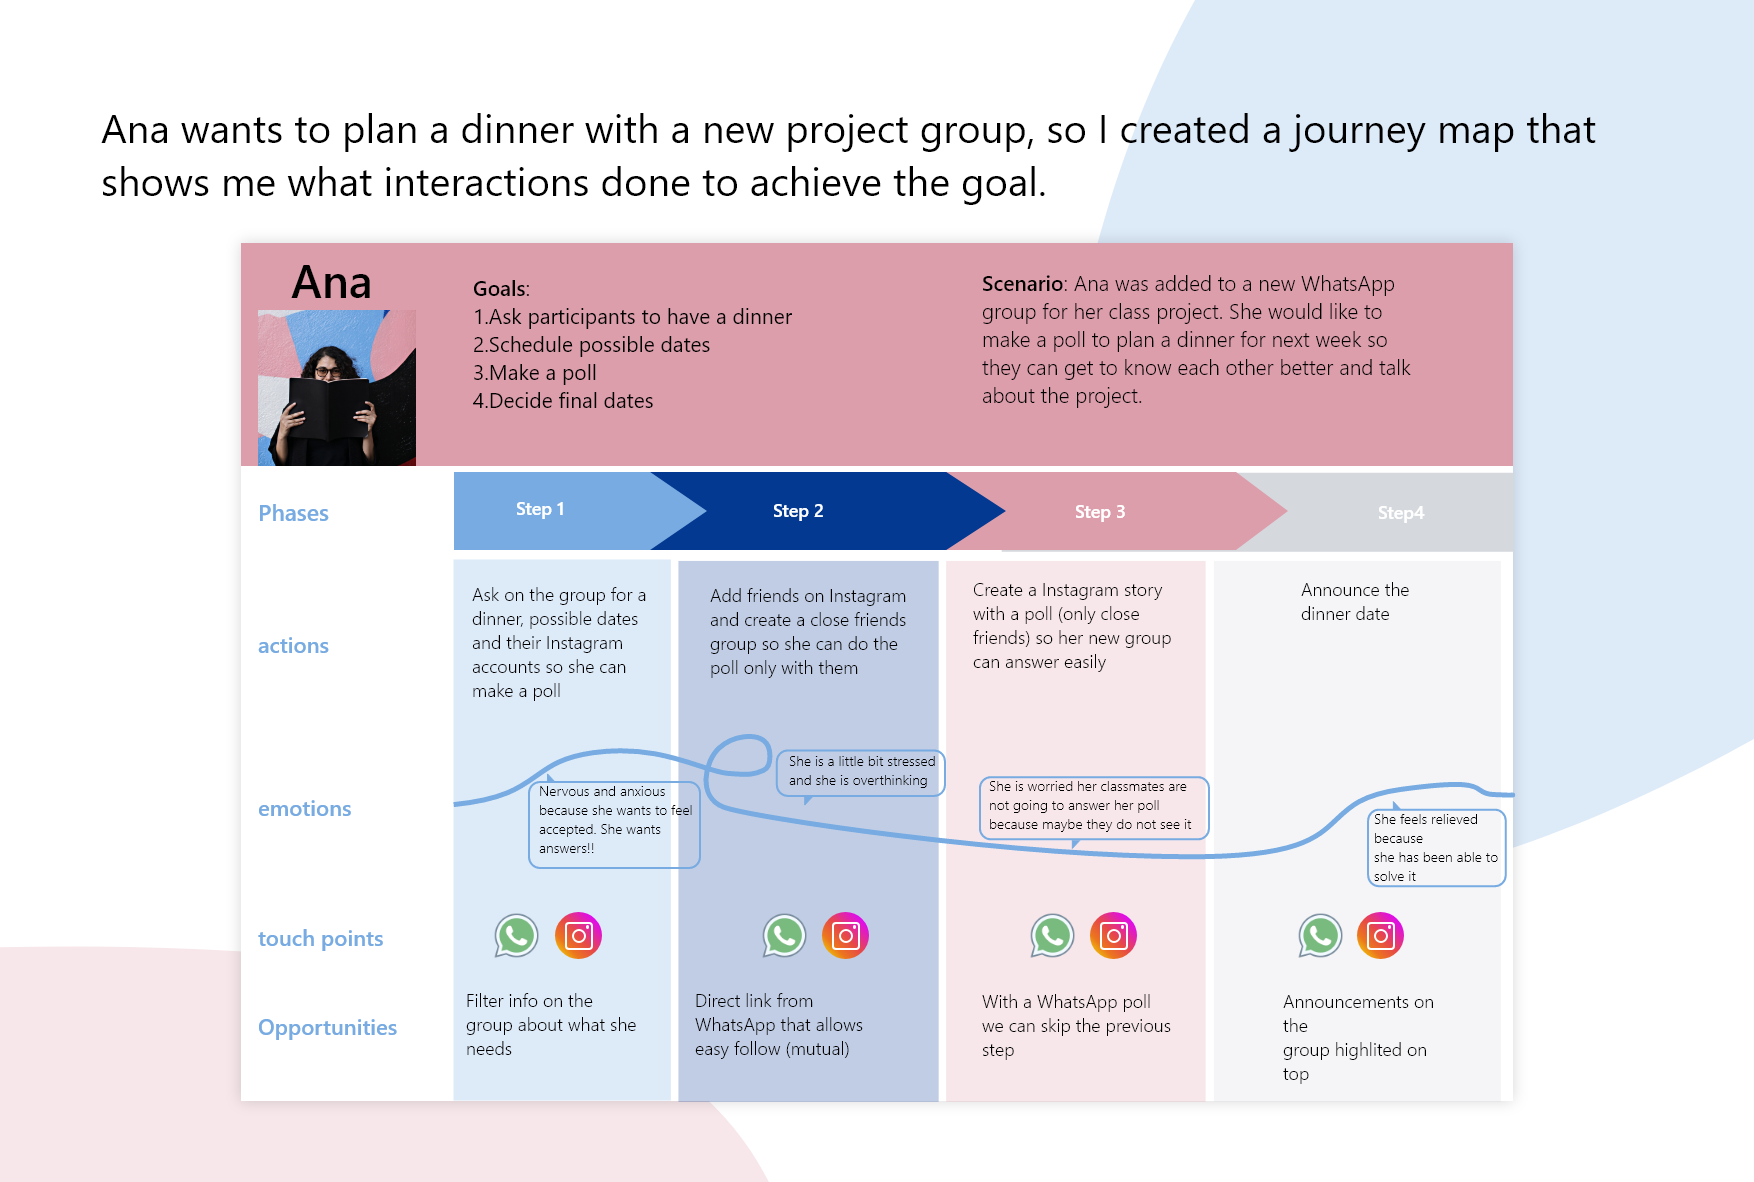 Ana wants to plan a dinner with a new project group, so I created a journey map that
shows me what interactions done to achieve the goal.
Ana
Goals:
1.Ask participants to have a dinner
2.Schedule possible dates
3.Make a poll
4.Decide final dates
Scenario: Ana was added to a new WhatsApp
group for her class project. She would like to
make a poll to plan a dinner for next week so
they can get to know each other better and talk
about the project.
Phases
Step 1
Step 2
Step 3
Step4
actions
Ask on the group for a
dinner, possible dates
and their Instagram
accounts so she can
make a poll
Add friends on Instagram
and create a close friends
group so she can do the
poll only with them
Create a Instagram story
with a poll (only close
friends) so her new group
can answer easily
Announce the
dinner date
emotions
Nervous and anxious
because she wants to feel
accepted. She wants
answers!!
She is a little bit stressed
and she is overthinking
She is worried her classmates are
not going to answer her poll
because maybe they do not see it
She feels relieved
because
she has been able to
solve it
touch points
Opportunities
Filter info on the
group about what she
needs
Direct link from
WhatsApp that allows
easy follow (mutual)
With a WhatsApp poll
we can skip the previous
step
Announcements on
the
group highlited on
top